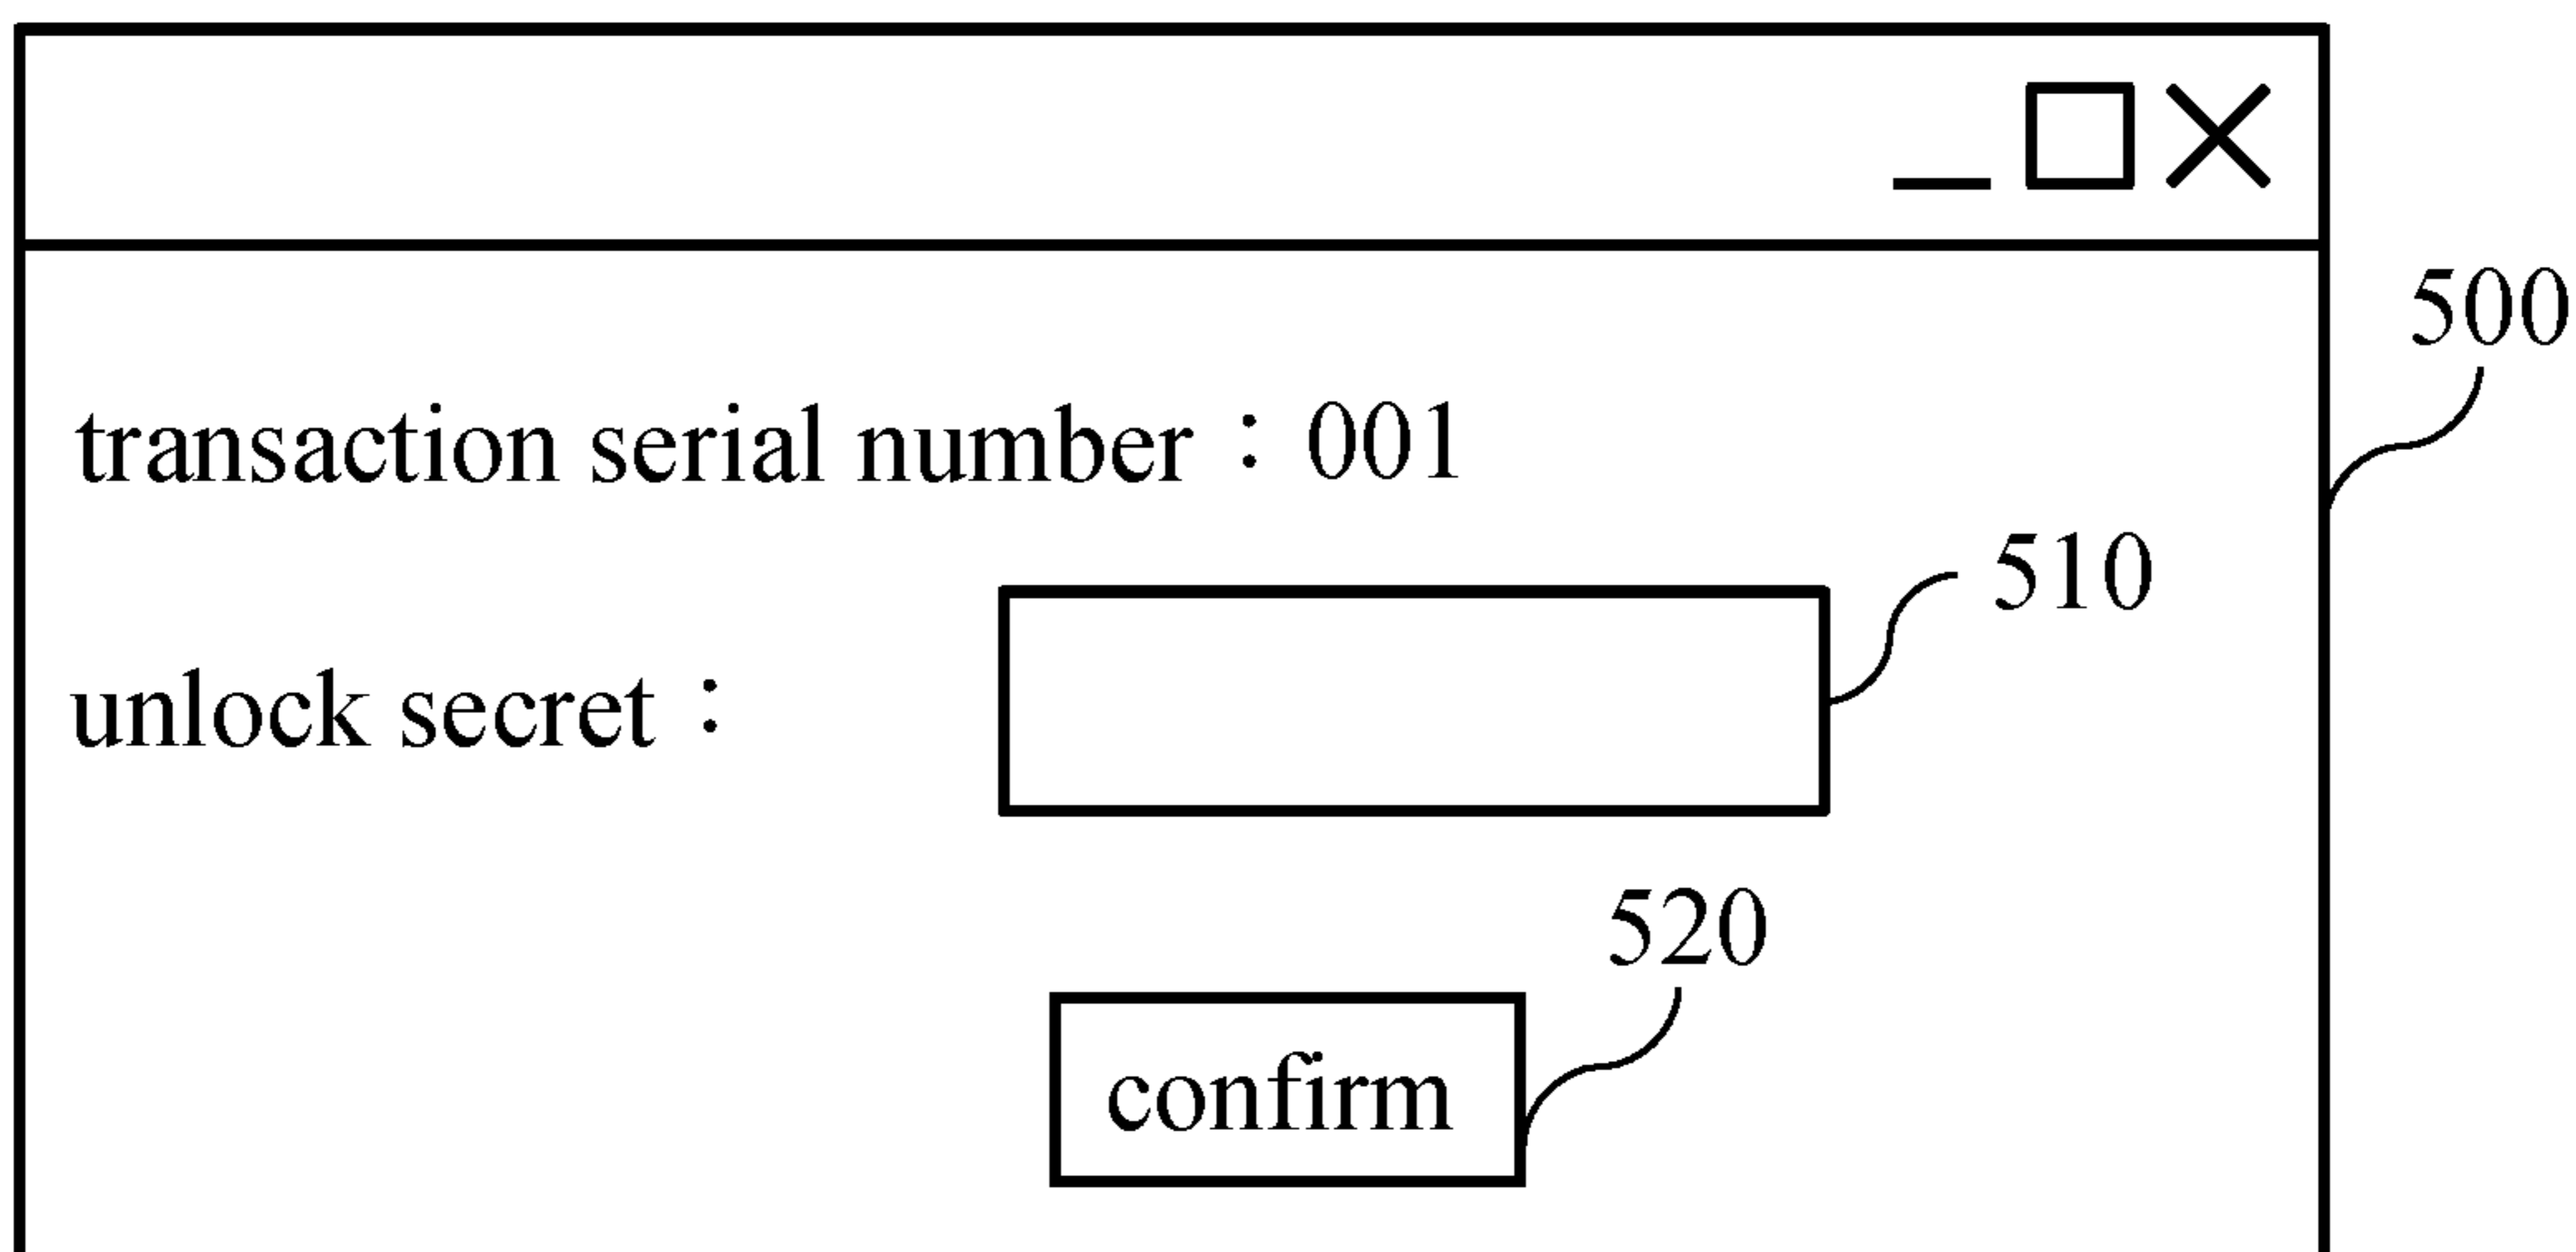 500
transaction serial number：001
510
unlock secret：
520
confirm